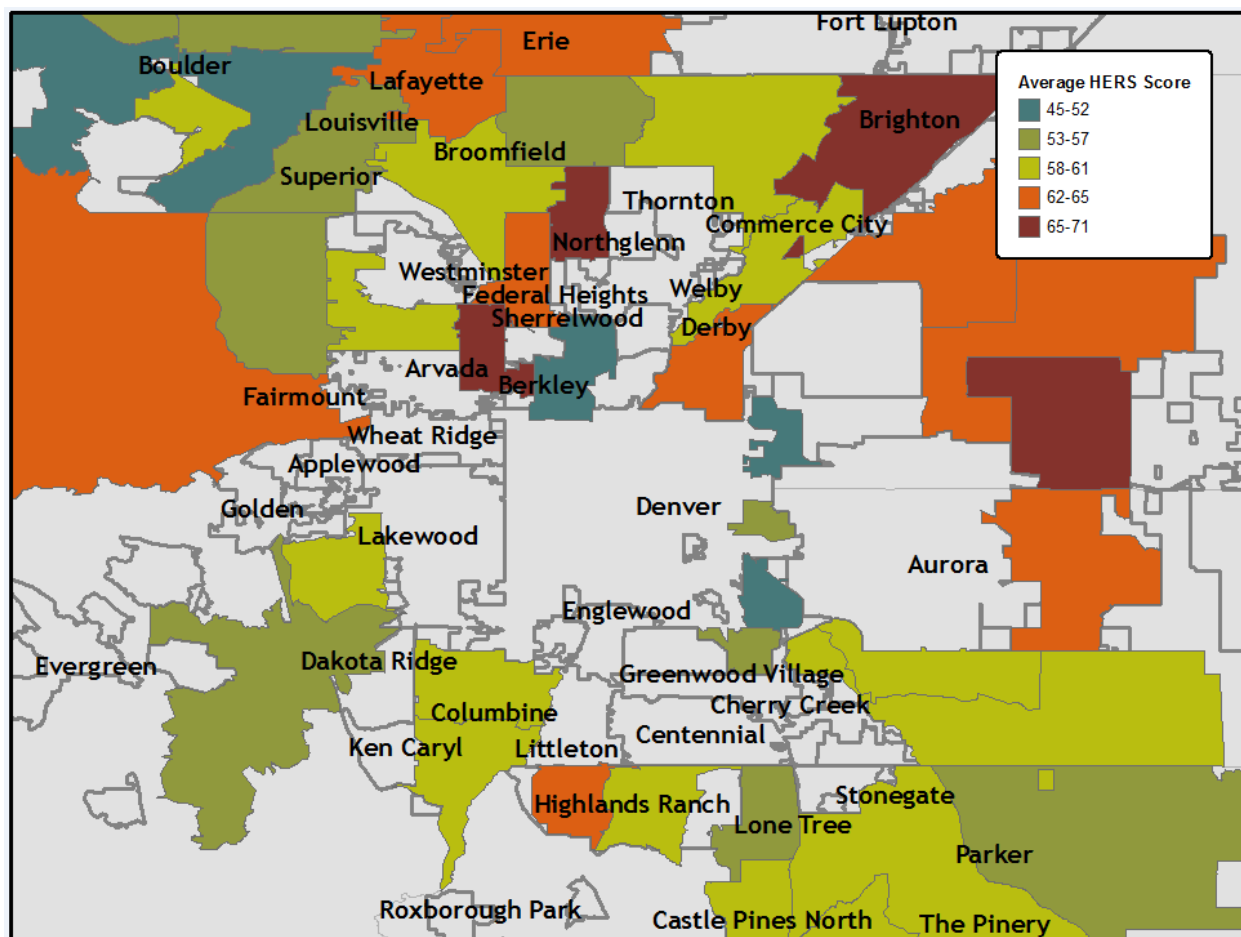 Fort Lupton
Erie
Boulder
Lafayette
Average HERS Score
45-52
53-57
58-61
62-65
65-71
Louisville
Brighton
Broomfield
Superior
Thornton
Commerce City
Northglenn
Westminster
Welby
Federal Heights
Sherrelwood
Derby
Arvada
Berkley
Fairmount
Wheat Ridge
Applewood
Golden
Denver
Lakewood
Aurora
Englewood
Evergreen
Dakota Ridge
Greenwood Village
Cherry Creek
Columbine
Centennial
Ken Caryl
Littleton
Stonegate
Highlands Ranch
Lone Tree
Parker
Roxborough Park
Castle Pines North
The Pinery